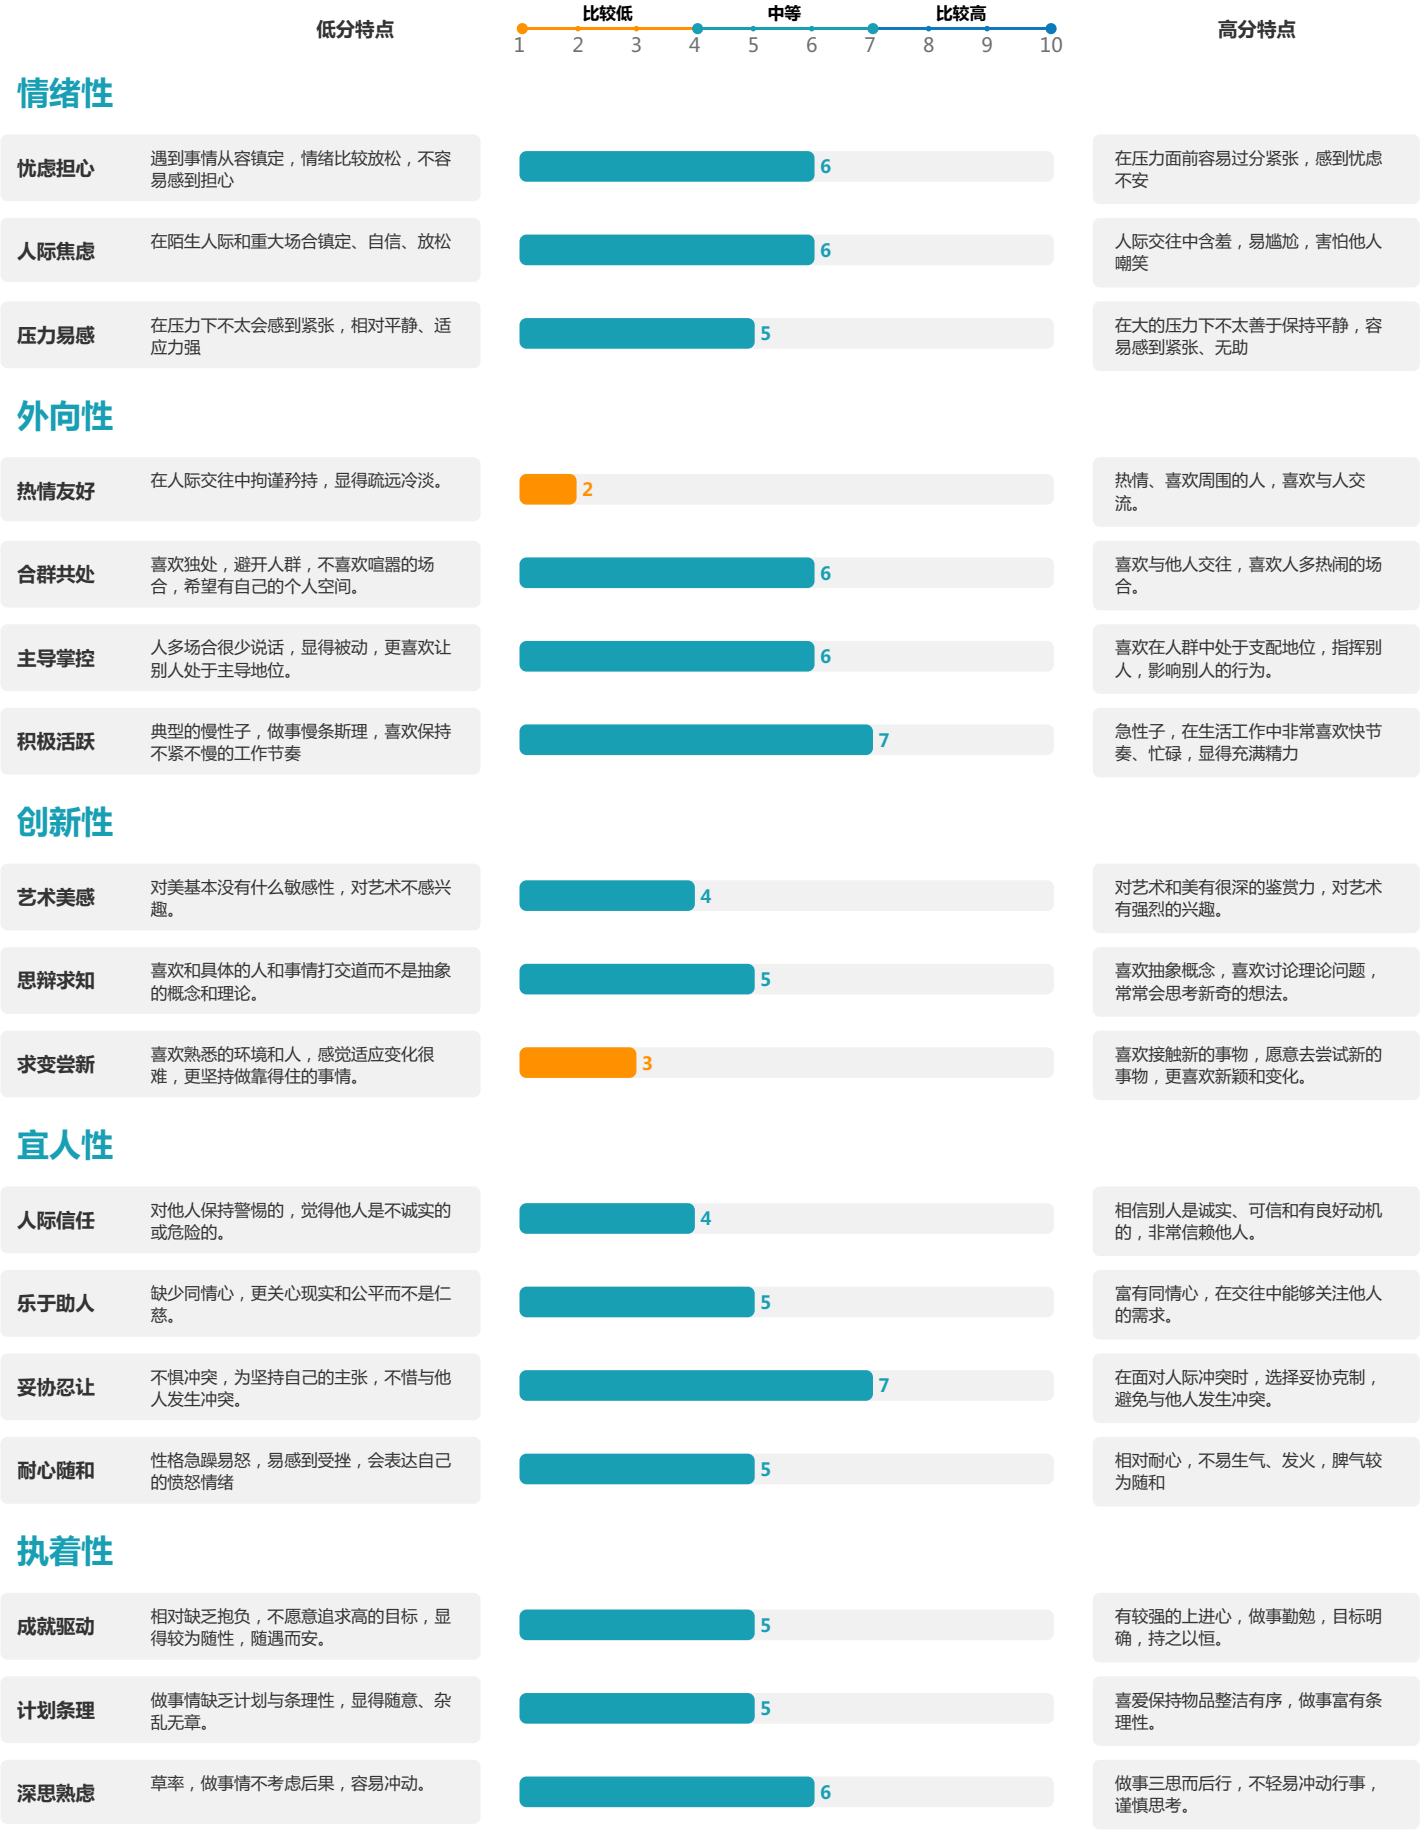 低分特点
比较低 中等 比较高
高分特点
1 2 3 4 5 6 7 8 9 10
情绪性
忧虑担心
遇到事情从容镇定，情绪比较放松，不容
易感到担心
6
在压力面前容易过分紧张，感到忧虑
不安
人际焦虑
在陌生人际和重大场合镇定、自信、放松
6
人际交往中含羞，易尴尬，害怕他人
嘲笑
压力易感
在压力下不太会感到紧张，相对平静、适
应力强
5
在大的压力下不太善于保持平静，容
易感到紧张、无助
外向性
热情友好
在人际交往中拘谨矜持，显得疏远冷淡。
2
热情、喜欢周围的人，喜欢与人交
流。
合群共处
喜欢独处，避开人群，不喜欢喧嚣的场
合，希望有自己的个人空间。
6
喜欢与他人交往，喜欢人多热闹的场
合。
主导掌控
人多场合很少说话，显得被动，更喜欢让
别人处于主导地位。
6
喜欢在人群中处于支配地位，指挥别
人，影响别人的行为。
积极活跃
典型的慢性子，做事慢条斯理，喜欢保持
不紧不慢的工作节奏
7
急性子，在生活工作中非常喜欢快节
奏、忙碌，显得充满精力
创新性
艺术美感
对美基本没有什么敏感性，对艺术不感兴
趣。
4
对艺术和美有很深的鉴赏力，对艺术
有强烈的兴趣。
思辩求知
喜欢和具体的人和事情打交道而不是抽象
的概念和理论。
5
喜欢抽象概念，喜欢讨论理论问题，
常常会思考新奇的想法。
求变尝新
喜欢熟悉的环境和人，感觉适应变化很
难，更坚持做靠得住的事情。
3
喜欢接触新的事物，愿意去尝试新的
事物，更喜欢新颖和变化。
宜人性
人际信任
对他人保持警惕的，觉得他人是不诚实的
或危险的。
4
相信别人是诚实、可信和有良好动机
的，非常信赖他人。
乐于助人
缺少同情心，更关心现实和公平而不是仁
慈。
5
富有同情心，在交往中能够关注他人
的需求。
妥协忍让
不惧冲突，为坚持自己的主张，不惜与他
人发生冲突。
7
在面对人际冲突时，选择妥协克制，
避免与他人发生冲突。
耐心随和
性格急躁易怒，易感到受挫，会表达自己
的愤怒情绪
5
相对耐心，不易生气、发火，脾气较
为随和
执着性
成就驱动
相对缺乏抱负，不愿意追求高的目标，显
得较为随性，随遇而安。
5
有较强的上进心，做事勤勉，目标明
确，持之以恒。
计划条理
做事情缺乏计划与条理性，显得随意、杂
乱无章。
5
喜爱保持物品整洁有序，做事富有条
理性。
深思熟虑
草率，做事情不考虑后果，容易冲动。
6
做事三思而后行，不轻易冲动行事，
谨慎思考。